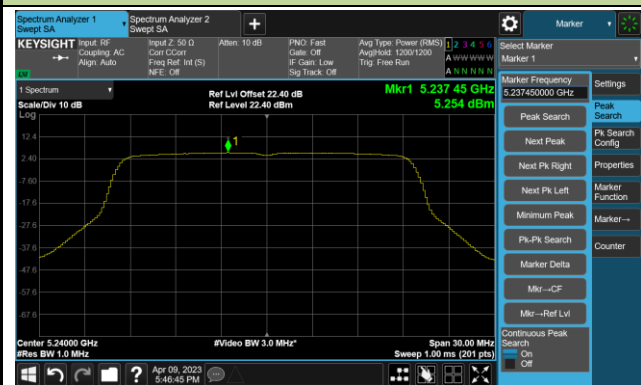 Spectrum Analyzer 1
Swept SA
Spectrum Analyzer 2
Swept SA
+
Marker
KEYSIGHT
Input: RF
Coupling: AC
Align: Auto
Input Z: 50 Ω
Corr CCorr
Freq Ref: Int (S)
NFE: Off
Atten: 10 dB
PNO: Fast
Gate: Off
IF Gain: Low
Sig Track: Off
Avg Type: Power (RMS)
Avg|Hold: 1200/1200
Trig: Free Run
1 2 3 4 5 6
A W W W W W
A N N N N N
Select Marker
Marker 1
1 Spectrum
Scale/Div 10 dB
Log
Ref Lvl Offset 22.40 dB
Ref Level 22.40 dBm
Mkr1 5.237 45 GHz
5.254 dBm
12.4
2.40
-7.60
-17.6
-27.6
-37.6
-47.6
-57.6
-67.6
1
Center 5.24000 GHz
#Res BW 1.0 MHz
#Video BW 3.0 MHz*
Span 30.00 MHz
Sweep 1.00 ms (201 pts)
Marker Frequency
5.237450000 GHz
Peak Search
Next Peak
Next Pk Right
Next Pk Left
Minimum Peak
Pk-Pk Search
Marker Delta
Mkr→CF
Mkr→Ref Lvl
Continuous Peak
Search
On
Off
Settings
Peak
Search
Pk Search
Config
Properties
Marker
Function
Marker→
Counter
?
Apr 09, 2023
5:46:45 PM